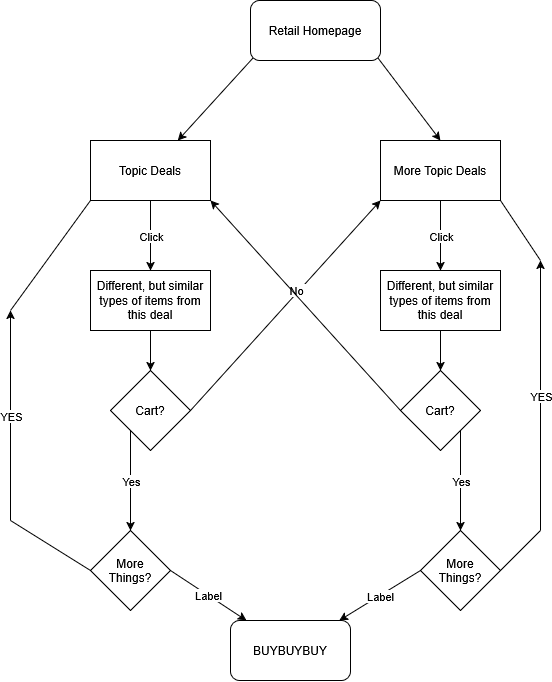 Retail Homepage
Topic Deals
More Topic Deals
Click
Click
Different, but similar
types of items from
this deal
Different, but similar
types of items from
this deal
No
Cart?
Cart?
YES
YES
Yes
Yes
More
Things?
More
Things?
Label
Label
BUYBUYBUY